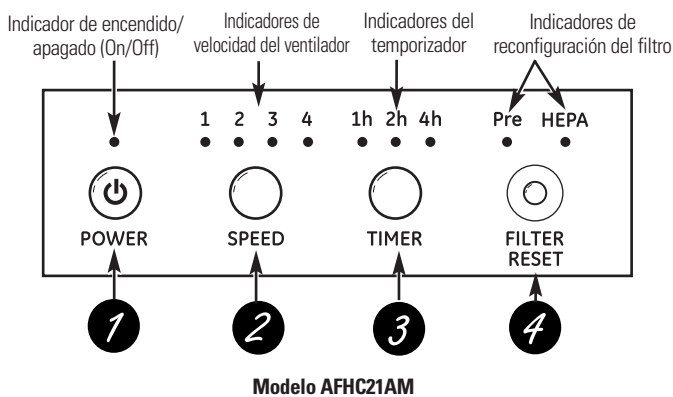 Indicador de encendido/
apagado (On/Off)
Indicadores de
velocidad del ventilador
Indicadores del
temporizador
Indicadores de
reconfiguración del filtro
1 2 3 4
1h 2h 4h
Pre HEPA
POWER
SPEED
TIMER
FILTER
RESET
1
2
3
4
Modelo AFHC21AM